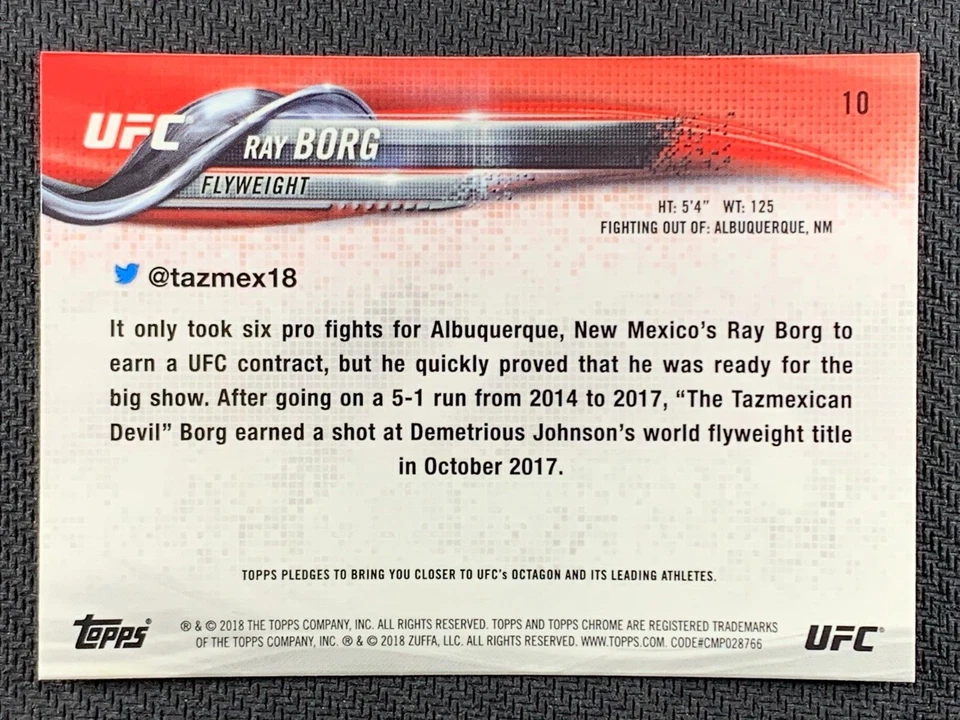 10
UFC
RAY BORG
FLYWEIGHT
HT: 5'4" WT: 125
FIGHTING OUT OF: ALBUQUERQUE, NM
@tazmex18
It only took six pro fights for Albuquerque, New Mexico's Ray Borg to
earn a UFC contract, but he quickly proved that he was ready for the
big show. After going on a 5-1 run from 2014 to 2017, “The Tazmexican
Devil” Borg earned a shot at Demetrious Johnson's world flyweight title
in October 2017.
TOPPS PLEDGES TO BRING YOU CLOSER TO UFC's OCTAGON AND ITS LEADING ATHLETES.
topps®
® & © 2018 THE TOPPS COMPANY, INC. ALL RIGHTS RESERVED. TOPPS AND TOPPS CHROME ARE REGISTERED TRADEMARKS
OF THE TOPPS COMPANY, INC. ® & © 2018 ZUFFA, LLC. ALL RIGHTS RESERVED. WWW.TOPPS.COM. CODE#CMP028766
UFC®